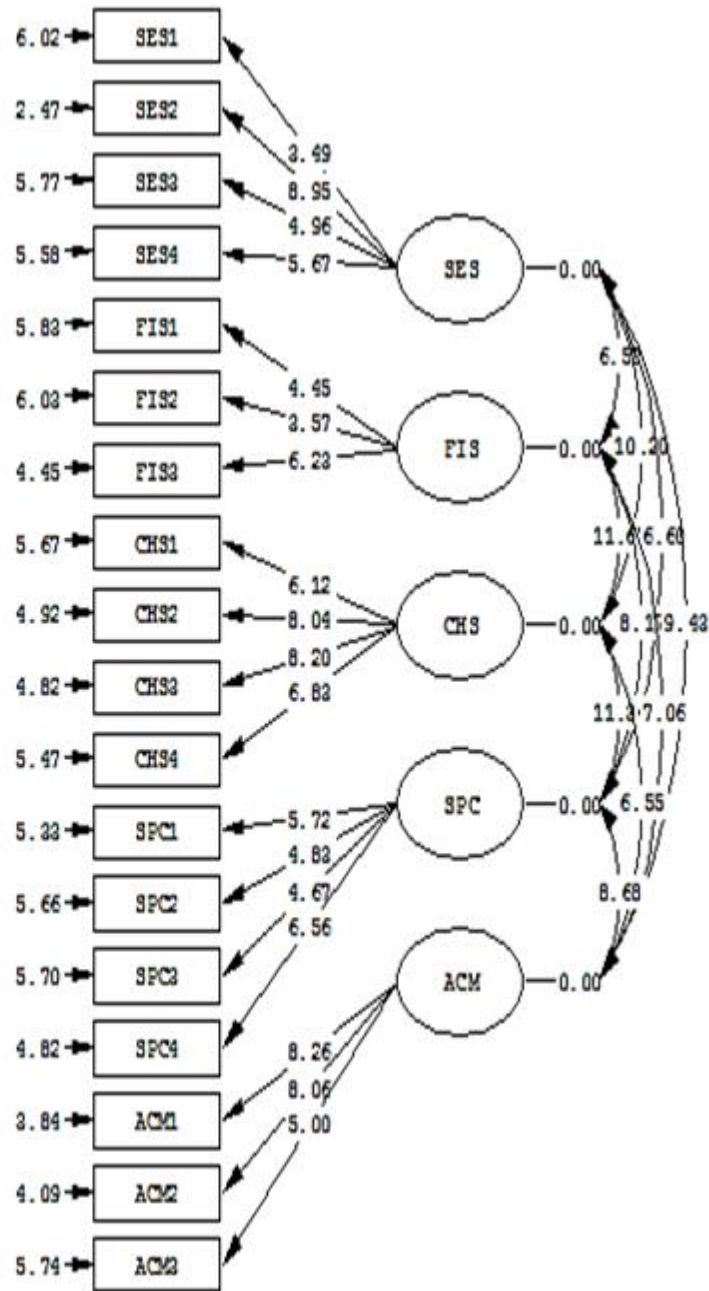 6.02 SES1
2.47 SES2
3.49
8.95
5.77 SES3
4.96
5.58 SES4
5.67
SES 0.00
5.83 FIS1
4.45
6.03 FIS2
3.57
4.45 FIS3
6.23
FIS 0.00
10.20
5.67 CHS1
6.12
6.60
4.92 CHS2
8.04
CHS 0.00
9.43
4.82 CHS3
8.20
5.47 CHS4
6.83
7.06
5.33 SPC1
5.72
SPC 0.00
6.55
5.66 SPC2
4.83
4.67
8.68
5.70 SPC3
6.56
ACM 0.00
4.82 SPC4
8.26
3.84 ACM1
8.06
5.00
4.09 ACM2
5.74 ACM3